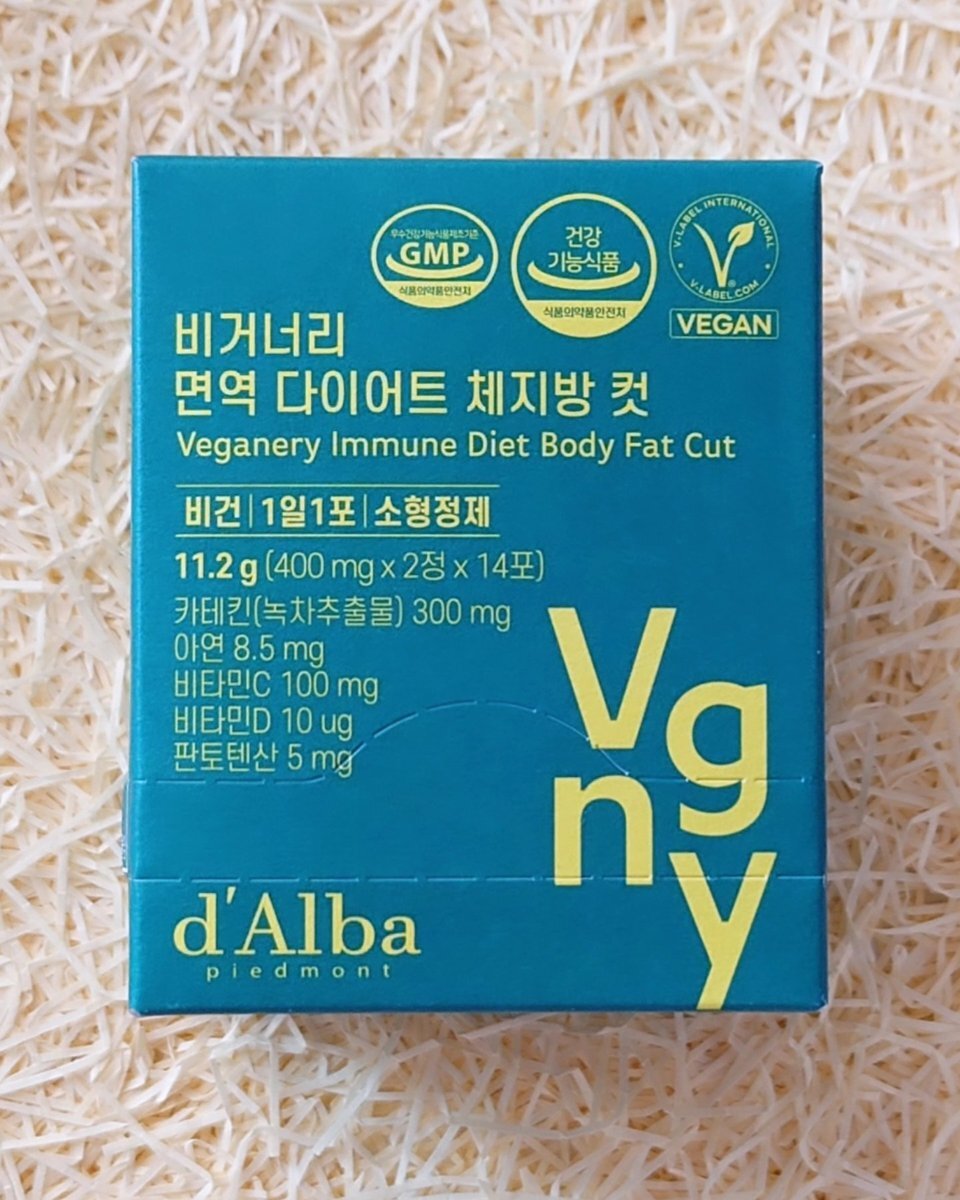 우수건강기능식품제조기준
GMP
식품의약품안전처
건강
기능식품
식품의약품안전처
V-LABEL INTERNATIONAL
V-LABEL.COM
®
VEGAN
비거너리
면역 다이어트 체지방 컷
Veganery Immune Diet Body Fat Cut
비건|1일1포|소형정제
11.2 g (400 mg x 2정 x 14포)
카테킨(녹차추출물) 300 mg
아연 8.5 mg
비타민C 100 mg
비타민D 10 ug
판토텐산 5 mg
Vg
ny
d'Alba
piedmont